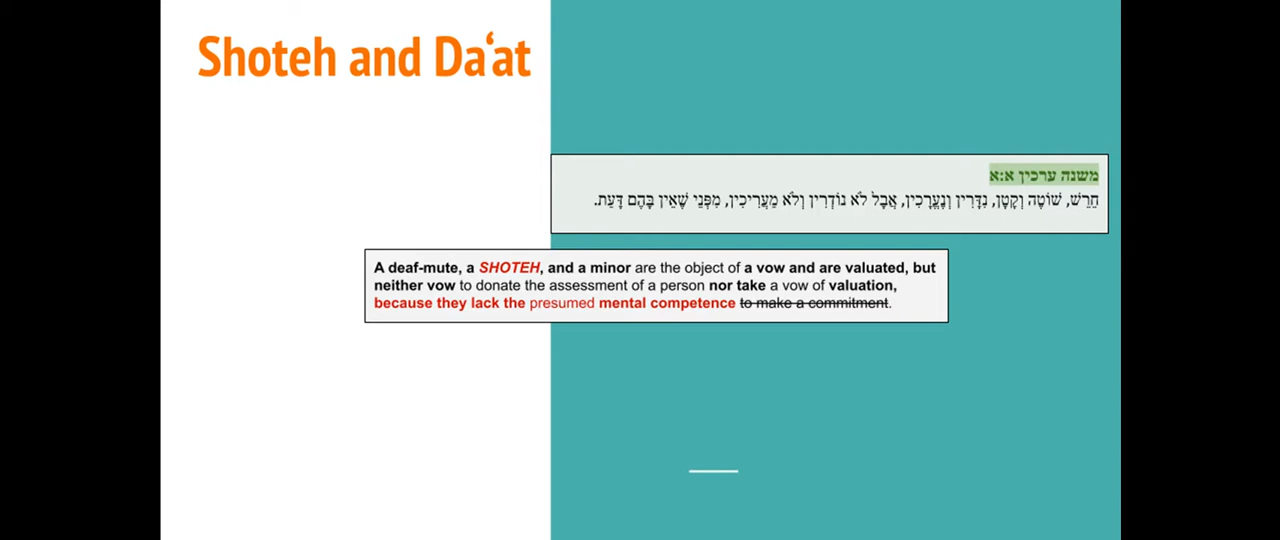 Shoteh and Da‘at
משנה ערכין א:א
חֵרֵשׁ, שׁוֹטֶה וְקָטָן, נִדָּרִין וְנֶעֱרָכִין, אֲבָל לֹא נוֹדְרִין וְלֹא מַעֲרִיכִין, מִפְּנֵי שֶׁאֵין בָּהֶם דָּעַת.
A deaf-mute, a SHOTEH, and a minor are the object of a vow and are valuated, but
neither vow to donate the assessment of a person nor take a vow of valuation,
because they lack the presumed mental competence to make a commitment.